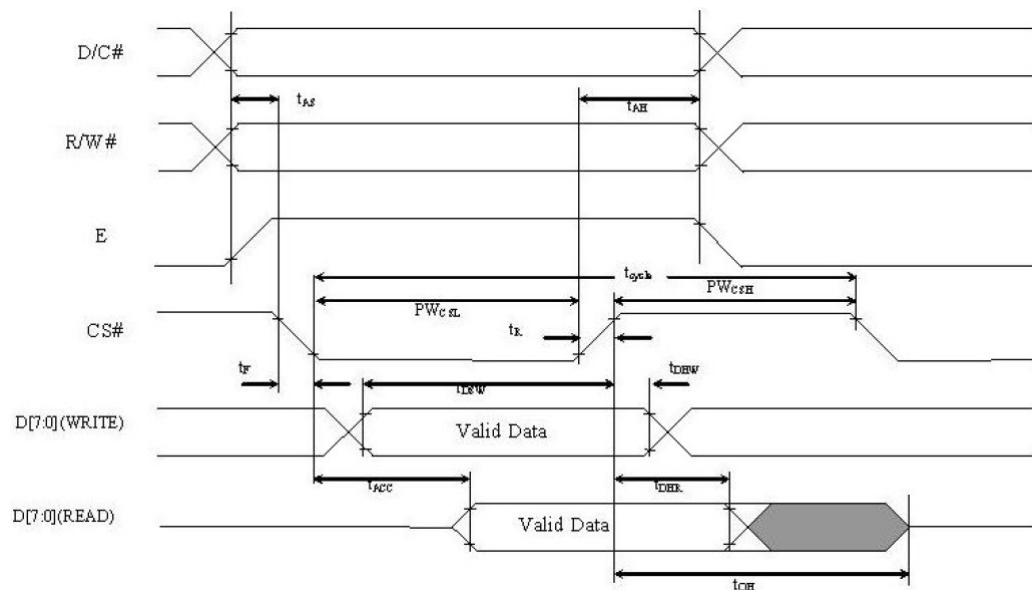 D/C#
tAS
tAH
R/W#
E
tcycle
PWCSL
PWCSH
CS#
tR
tF
tDSW
tDHW
D[7:0](WRITE)
Valid Data
tACC
tDHR
D[7:0](READ)
Valid Data
tOH